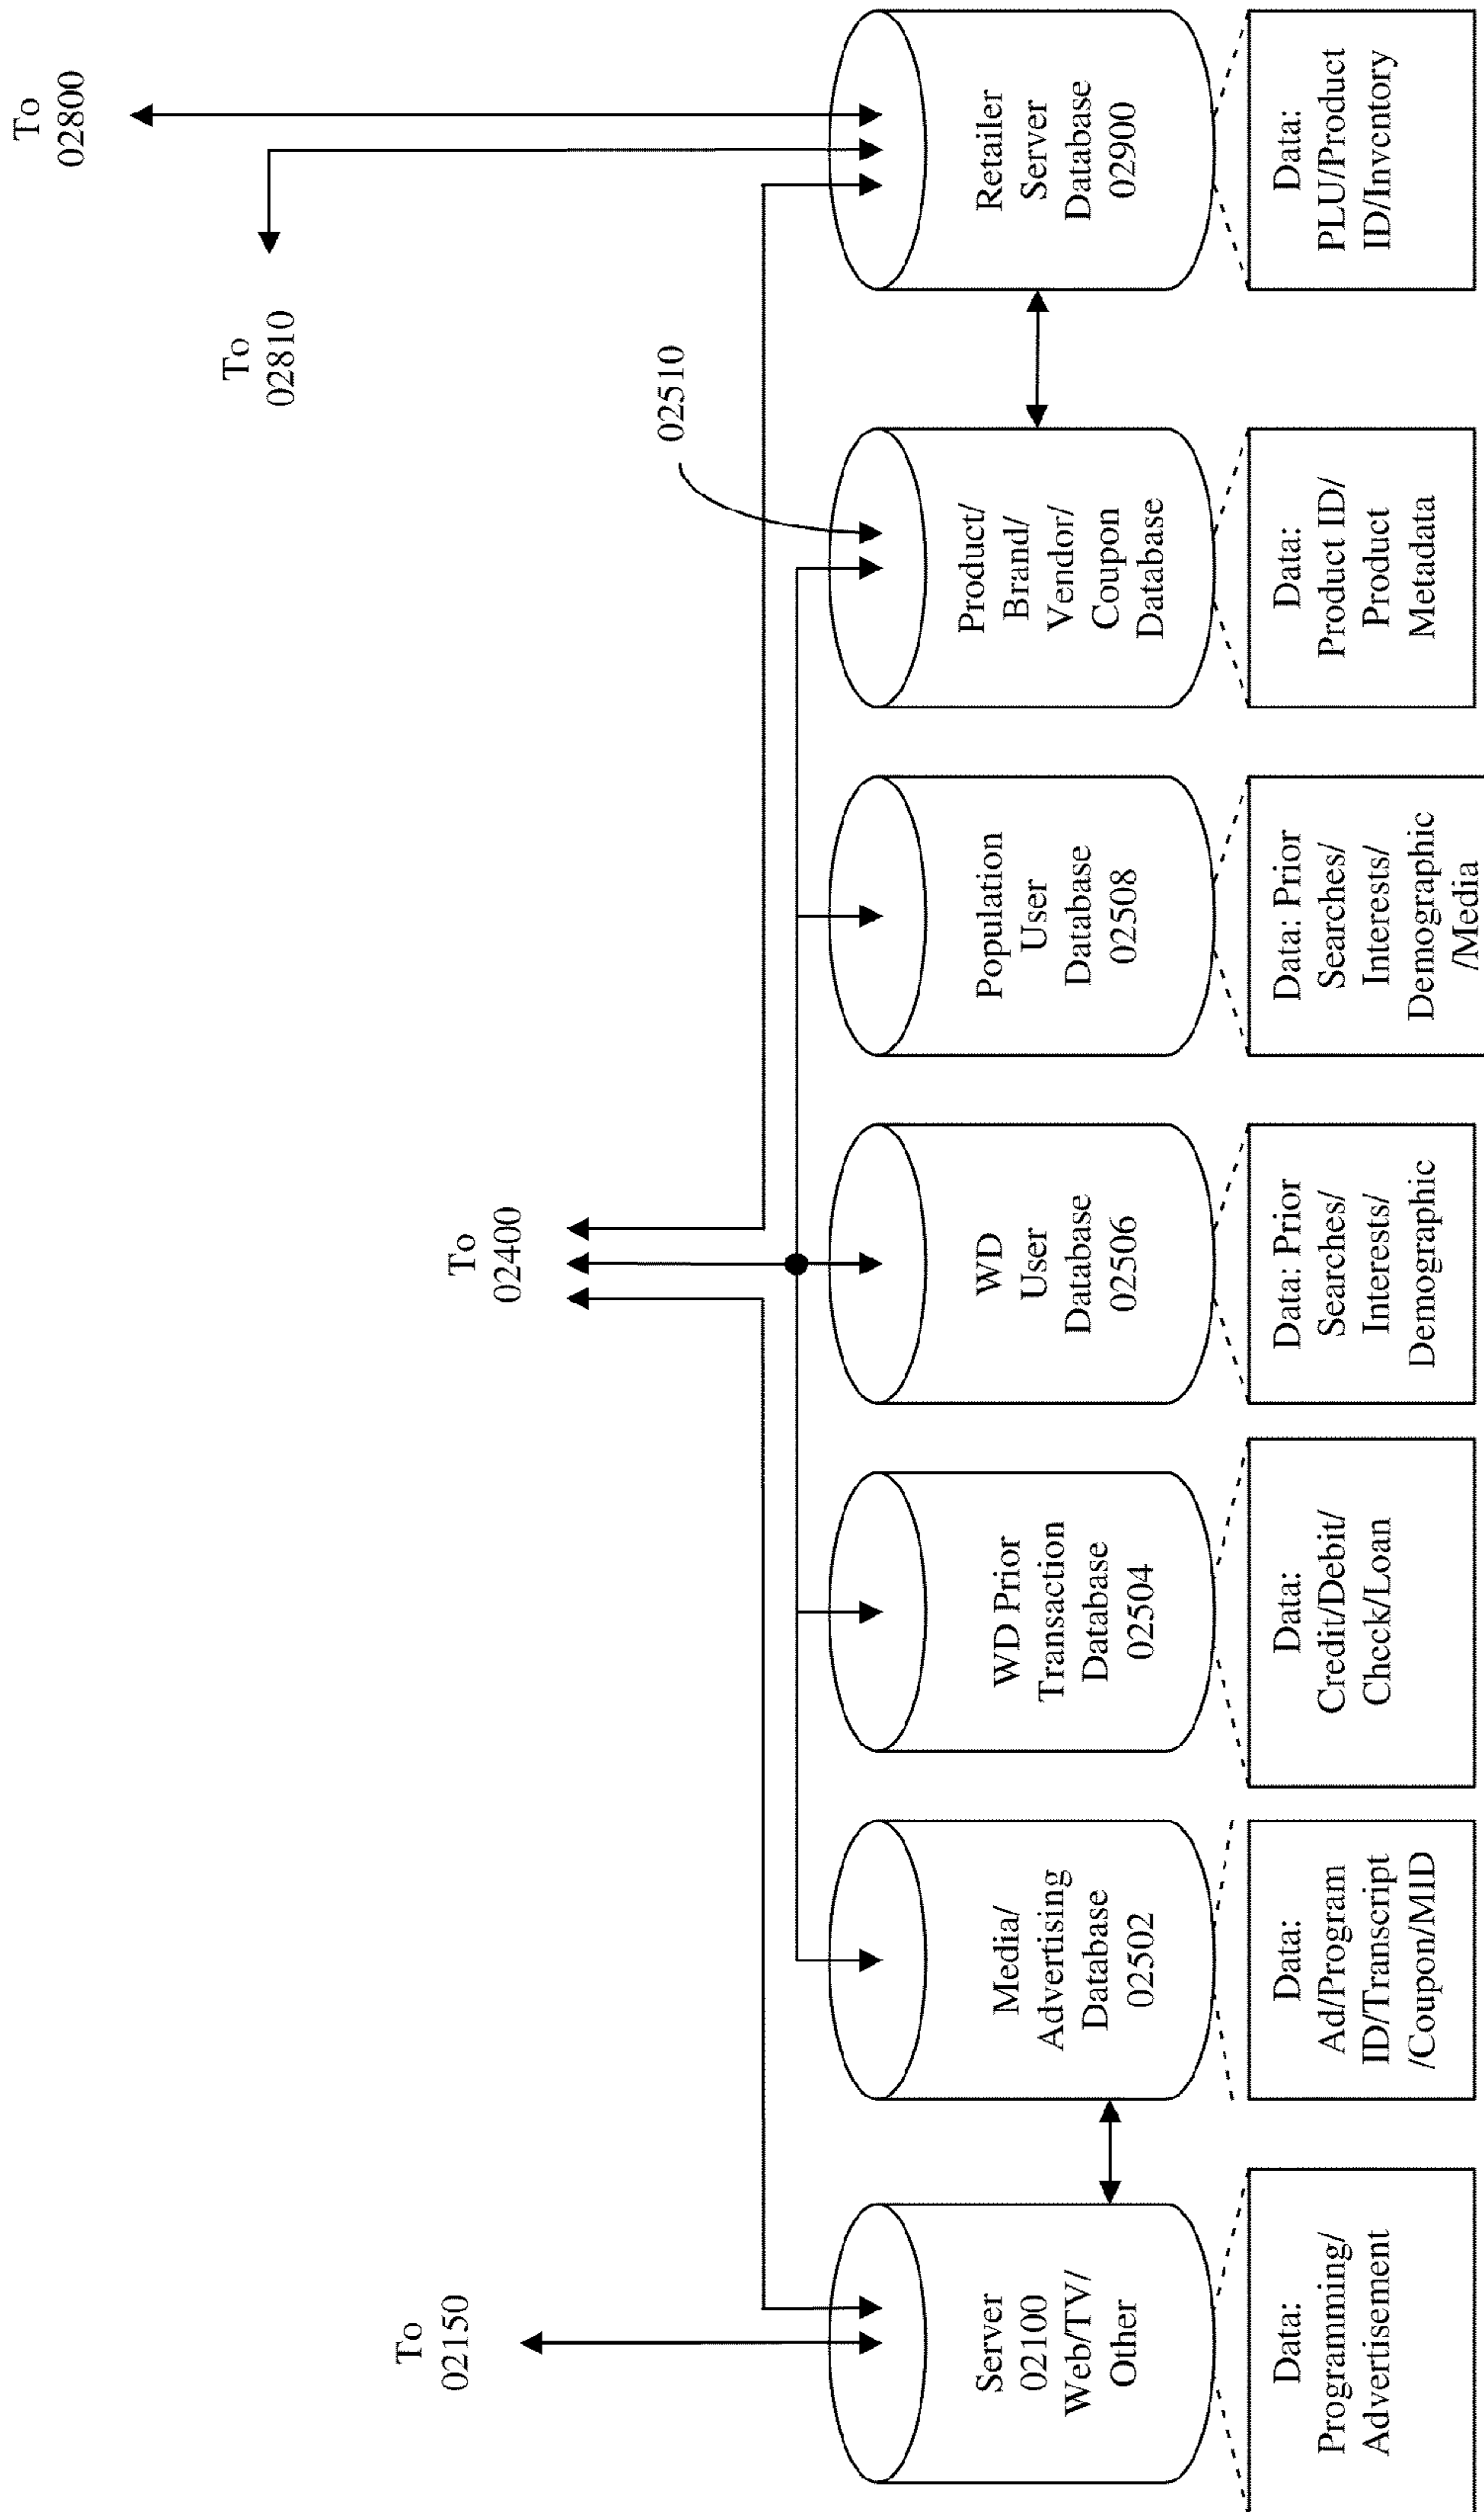 To
02800
To
02810
02510
To
02400
To
02150
Server
02100
Web/TV/
Other
Media/
Advertising
Database
02502
WD Prior
Transaction
Database
02504
WD
User
Database
02506
Population
User
Database
02508
Product/
Brand/
Vendor/
Coupon
Database
Retailer
Server
Database
02900
Data:
Programming/
Advertisement
Data:
Ad/Program
ID/Transcript
/Coupon/MID
Data:
Credit/Debit/
Check/Loan
Data: Prior
Searches/
Interests/
Demographic
Data: Prior
Searches/
Interests/
Demographic
/Media
Data:
Product ID/
Product
Metadata
Data:
PLU/Product
ID/Inventory